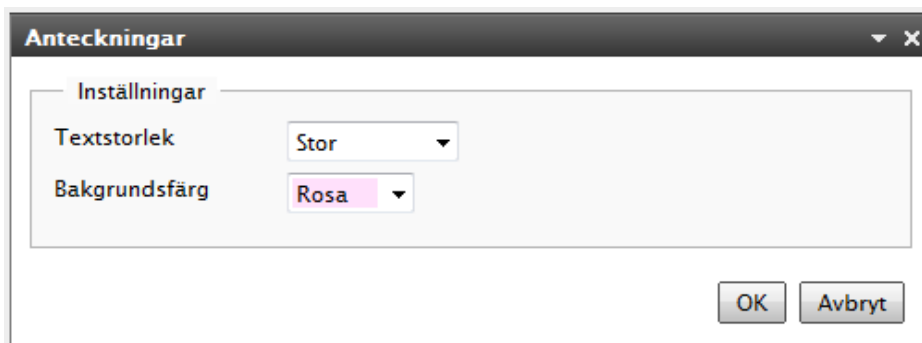 Anteckningar
Inställningar
Textstorlek Stor
Bakgrundsfärg Rosa
OK Avbryt